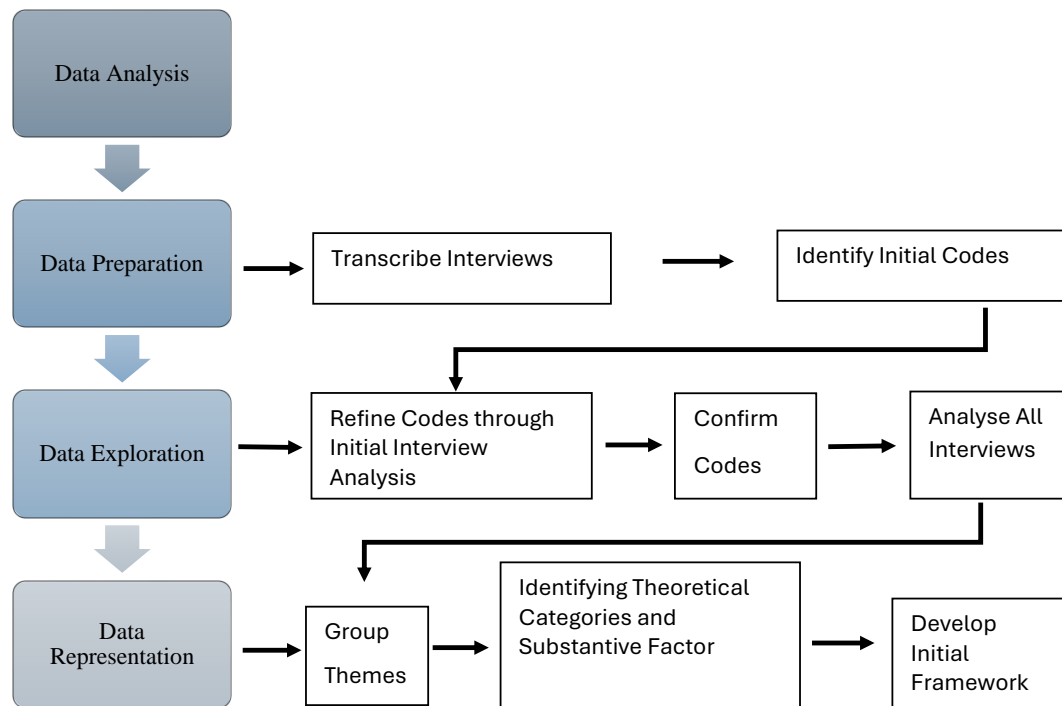 Data Analysis
Data Preparation
Transcribe Interviews
Identify Initial Codes
Data Exploration
Refine Codes through
Initial Interview
Analysis
Confirm
Codes
Analyse All
Interviews
Data
Representation
Group
Themes
Identifying Theoretical
Categories and
Substantive Factor
Develop
Initial
Framework